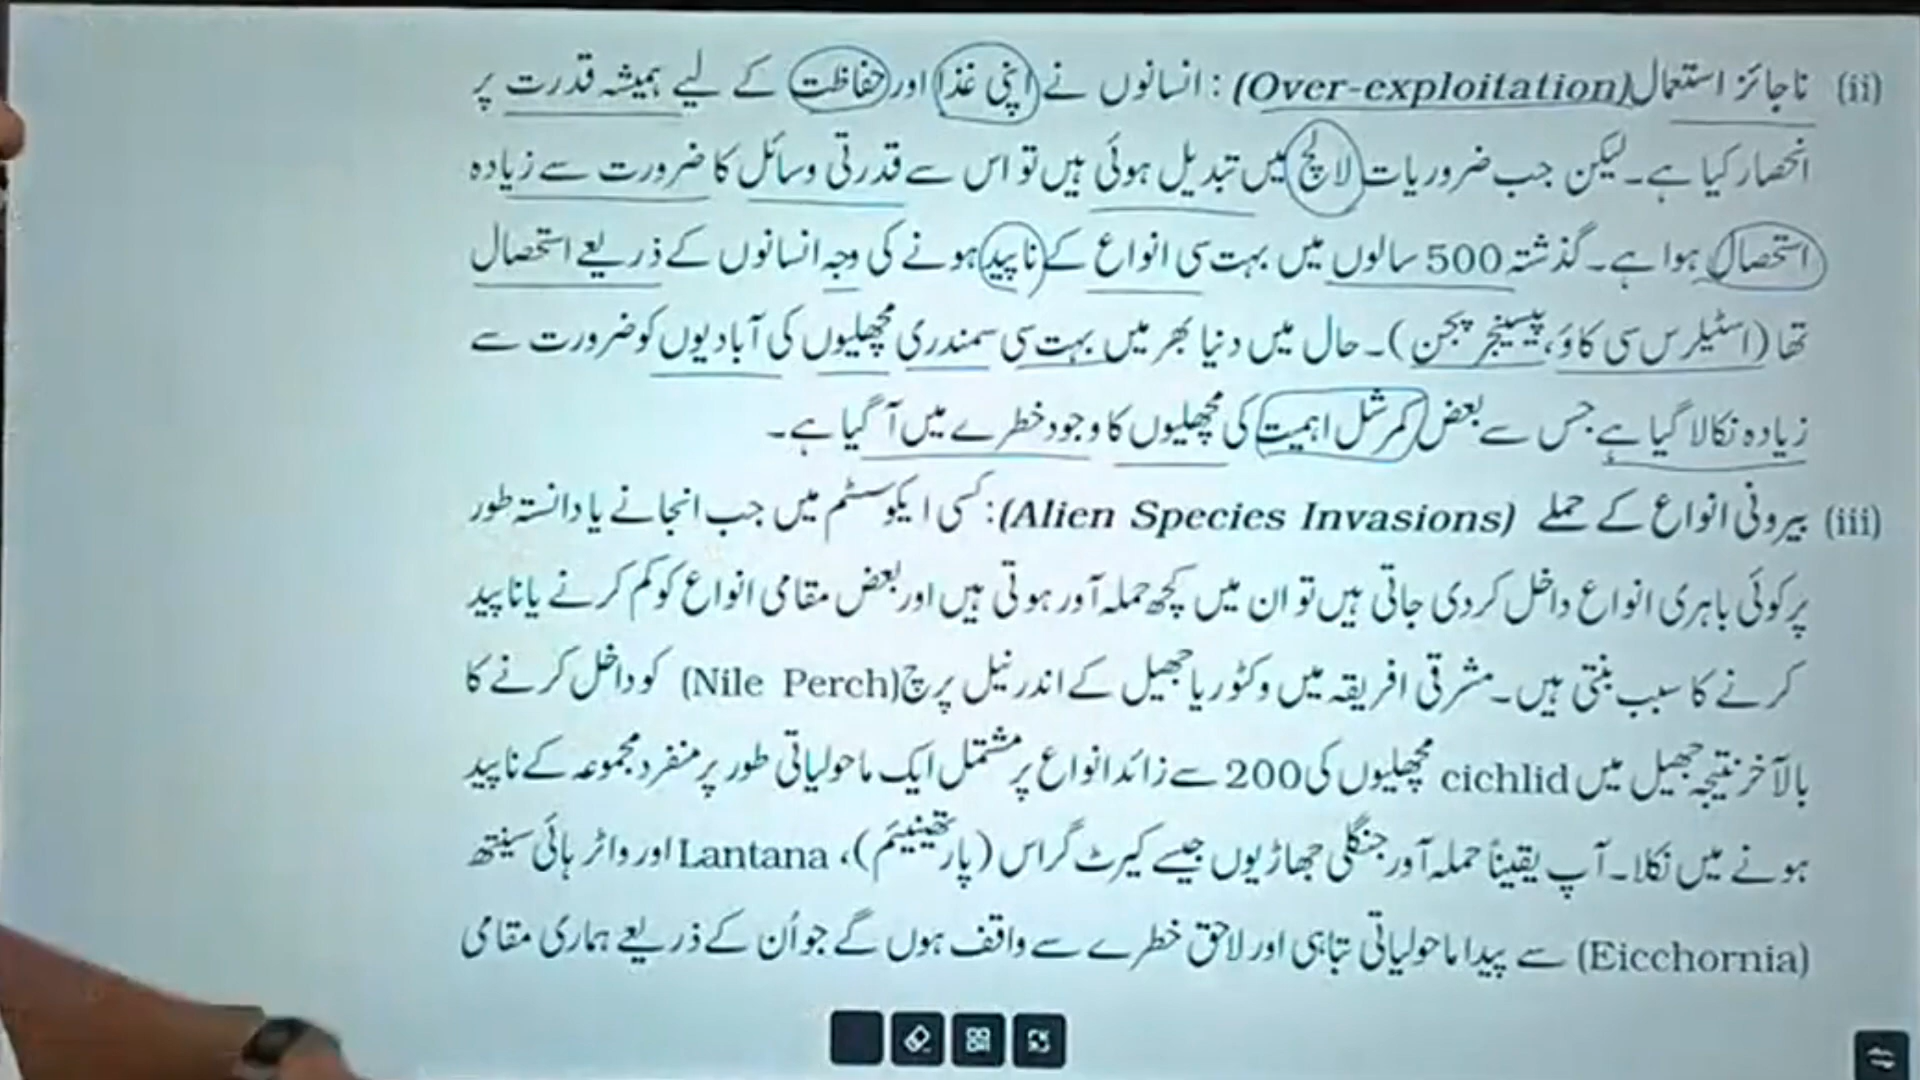 (ii) ناجائز استعمال (Over-exploitation): انسانوں نے اپنی غذا اور حفاظت کے لیے ہمیشہ قدرت پر
انحصار کیا ہے۔ لیکن جب ضروریات لالچ میں تبدیل ہوئی ہیں تو اس سے قدرتی وسائل کا ضرورت سے زیادہ
استحصال ہوا ہے۔ گذشتہ 500 سالوں میں بہت سی انواع کے ناپید ہونے کی وجہ انسانوں کے ذریعے استحصال
تھا (اسٹیلرس سی کاؤ، پیسینجر پجن)۔ حال میں دنیا بھر میں بہت سی سمندری مچھلیوں کی آبادیوں کو ضرورت سے
زیادہ نکالا گیا ہے جس سے بعض کمرشل اہمیت کی مچھلیوں کا وجود خطرے میں آ گیا ہے۔
(iii) بیرونی انواع کے حملے (Alien Species Invasions): کسی ایکوسسٹم میں جب انجانے یا دانستہ طور
پر کوئی باہری انواع داخل کردی جاتی ہیں تو ان میں کچھ حملہ آور ہوتی ہیں اور بعض مقامی انواع کو کم کرنے یا ناپید
کرنے کا سبب بنتی ہیں۔ مشرقی افریقہ میں وکٹوریا جھیل کے اندر نیل پرچ (Nile Perch) کو داخل کرنے کا
بالآخر نتیجہ جھیل میں cichlid مچھلیوں کی 200 سے زائد انواع پر مشتمل ایک ماحولیاتی طور پر منفرد مجموعہ کے ناپید
ہونے میں نکلا۔ آپ یقیناً حملہ آور جنگلی جھاڑیوں جیسے کیرٹ گراس (پارتھینیئم)، Lantana اور واٹر ہائی سینتھ
(Eicchornia) سے پیدا ماحولیاتی تباہی اور لاحق خطرے سے واقف ہوں گے جو اُن کے ذریعے ہماری مقامی